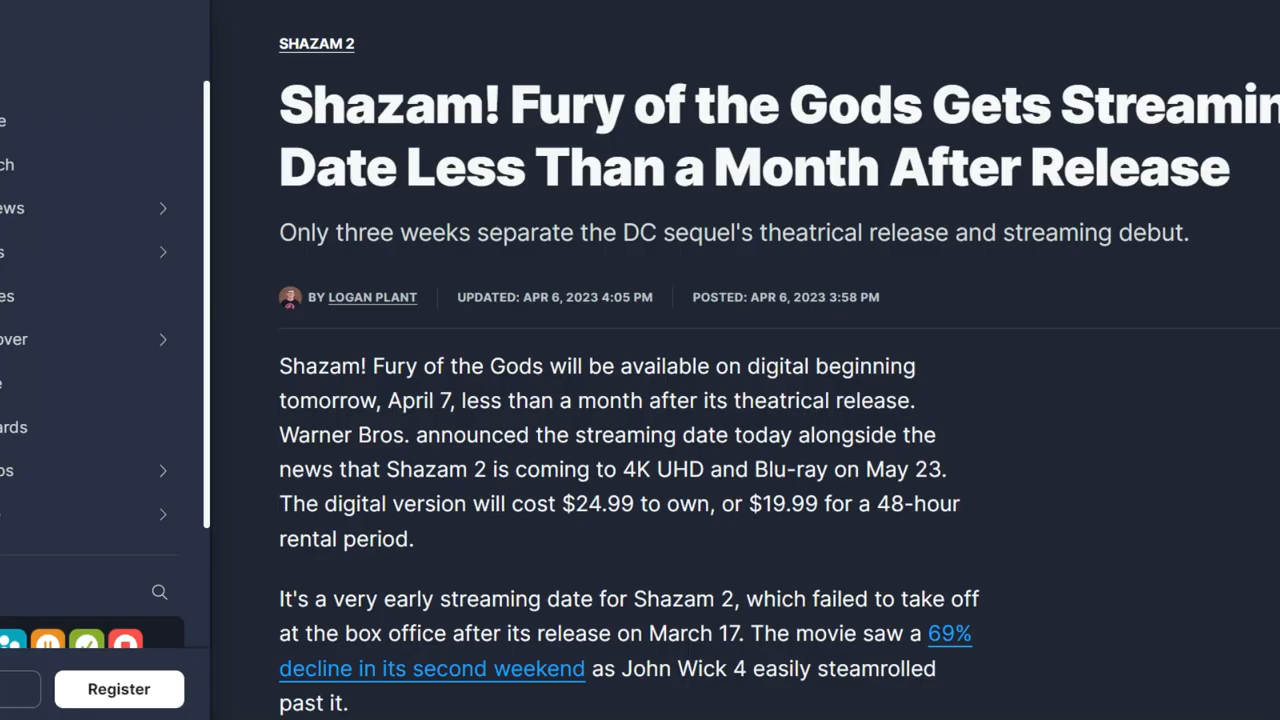 SHAZAM 2
Shazam! Fury of the Gods Gets
Date Less Than a Month After Release
Only three weeks separate the DC sequel's theatrical release and streaming debut.
BY LOGAN PLANT
UPDATED: APR 6, 2023 4:05 PM
POSTED: APR 6, 2023 3:58 PM
Shazam! Fury of the Gods will be available on digital beginning
tomorrow, April 7, less than a month after its theatrical release.
Warner Bros. announced the streaming date today alongside the
news that Shazam 2 is coming to 4K UHD and Blu-ray on May 23.
The digital version will cost $24.99 to own, or $19.99 for a 48-hour
rental period.
It's a very early streaming date for Shazam 2, which failed to take off
at the box office after its release on March 17. The movie saw a 69%
decline in its second weekend as John Wick 4 easily steamrolled
past it.
Register